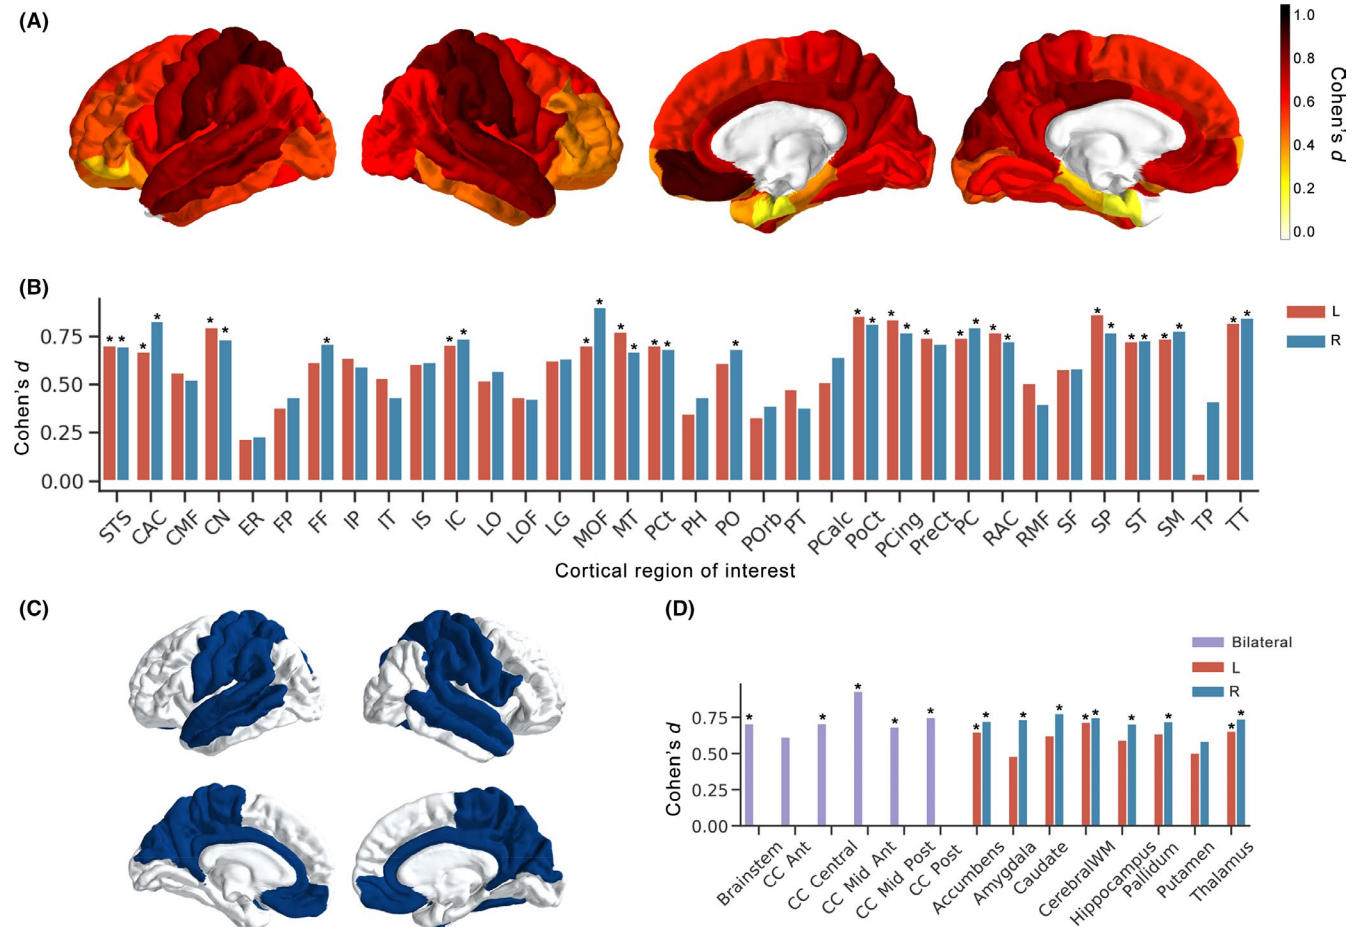 (A)
1.0
0.8
0.6
0.4
0.2
0.0
Cohen's d
(B)
Cohen's d
0.75
0.50
0.25
0.00
* * * * * * * * * * * * * * * * * * * * * * * * * * * * * * * * *
L
R
STS CAC CMF CN ER FP FF IP IT IS IC LO LOF LG MOF MT PCt PH PO POrb PT PCalc PoCt PCing PreCt PC RAC RMF SF SP ST SM TP TT
Cortical region of interest
(C)
(D)
Bilateral
L
R
Cohen's d
0.75
0.50
0.25
0.00
* * * * * * * * * * * * * * *
Brainstem CC Ant CC Central CC Mid Ant CC Mid Post CC Post Accumbens Amygdala Caudate CerebralWM Hippocampus Pallidum Putamen Thalamus